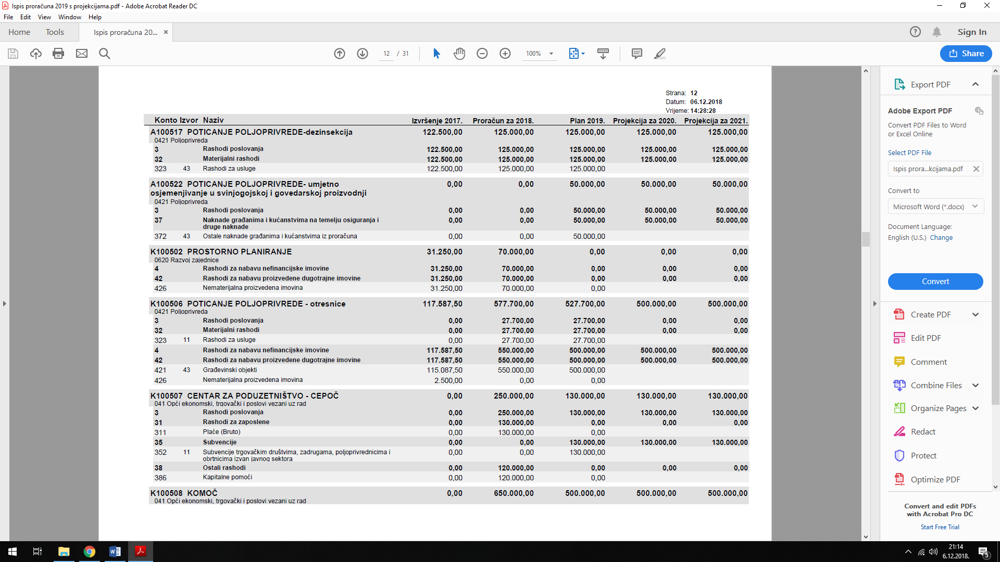 Ispis proračuna 2019 s projekcijama.pdf - Adobe Acrobat Reader DC
File Edit View Window Help
Home Tools Ispis proračuna 20... × Sign In
12 / 31 100% Share
Strana: 12
Datum: 06.12.2018
Vrijeme: 14:28:28
Konto Izvor Naziv Izvršenje 2017. Proračun za 2018. Plan 2019. Projekcija za 2020. Projekcija za 2021.
A100517 POTICANJE POLJOPRIVREDE-dezinsekcija 122.500,00 125.000,00 125.000,00 125.000,00 125.000,00
0421 Poljoprivreda
3 Rashodi poslovanja 122.500,00 125.000,00 125.000,00 125.000,00 125.000,00
32 Materijalni rashodi 122.500,00 125.000,00 125.000,00 125.000,00 125.000,00
323 43 Rashodi za usluge 122.500,00 125.000,00 125.000,00
A100522 POTICANJE POLJOPRIVREDE- umjetno 0,00 0,00 50.000,00 50.000,00 50.000,00
osjemenjivanje u svinjogojskoj i govedarskoj proizvodnji
0421 Poljoprivreda
3 Rashodi poslovanja 0,00 0,00 50.000,00 50.000,00 50.000,00
37 Naknade građanima i kućanstvima na temelju osiguranja i 0,00 0,00 50.000,00 50.000,00 50.000,00
druge naknade
372 43 Ostale naknade građanima i kućanstvima iz proračuna 0,00 0,00 50.000,00
K100502 PROSTORNO PLANIRANJE 31.250,00 70.000,00 0,00 0,00 0,00
0620 Razvoj zajednice
4 Rashodi za nabavu nefinancijske imovine 31.250,00 70.000,00 0,00 0,00 0,00
42 Rashodi za nabavu proizvedene dugotrajne imovine 31.250,00 70.000,00 0,00 0,00 0,00
426 Nematerijalna proizvedena imovina 31.250,00 70.000,00 0,00
K100506 POTICANJE POLJOPRIVREDE - otresnice 117.587,50 577.700,00 527.700,00 500.000,00 500.000,00
0421 Poljoprivreda
3 Rashodi poslovanja 0,00 27.700,00 27.700,00 0,00 0,00
32 Materijalni rashodi 0,00 27.700,00 27.700,00 0,00 0,00
323 11 Rashodi za usluge 0,00 27.700,00 27.700,00
4 Rashodi za nabavu nefinancijske imovine 117.587,50 550.000,00 500.000,00 500.000,00 500.000,00
42 Rashodi za nabavu proizvedene dugotrajne imovine 117.587,50 550.000,00 500.000,00 500.000,00 500.000,00
421 43 Građevinski objekti 115.087,50 550.000,00 500.000,00
426 Nematerijalna proizvedena imovina 2.500,00 0,00 0,00
K100507 CENTAR ZA PODUZETNIŠTVO - CEPOČ 0,00 250.000,00 130.000,00 130.000,00 130.000,00
041 Opći ekonomski, trgovački i poslovi vezani uz rad
3 Rashodi poslovanja 0,00 250.000,00 130.000,00 130.000,00 130.000,00
31 Rashodi za zaposlene 0,00 130.000,00 0,00 0,00 0,00
311 Plaće (Bruto) 0,00 130.000,00 0,00
35 Subvencije 0,00 0,00 130.000,00 130.000,00 130.000,00
352 11 Subvencije trgovačkim društvima, zadrugama, poljoprivrednicima i 0,00 0,00 130.000,00
obrtnicima izvan javnog sektora
38 Ostali rashodi 0,00 120.000,00 0,00 0,00 0,00
386 Kapitalne pomoći 0,00 120.000,00 0,00
K100508 KOMOČ 0,00 650.000,00 500.000,00 500.000,00 500.000,00
041 Opći ekonomski, trgovački i poslovi vezani uz rad
Export PDF
Adobe Export PDF
Convert PDF Files to Word
or Excel Online
Select PDF File
Ispis prora...kcijama.pdf
Convert to
Microsoft Word (*.docx)
Document Language:
English (U.S.) Change
Convert
Create PDF
Edit PDF
Comment
Combine Files
Organize Pages
Redact
Protect
Optimize PDF
Convert and edit PDFs
with Acrobat Pro DC
Start Free Trial
21:14
6.12.2018.
5